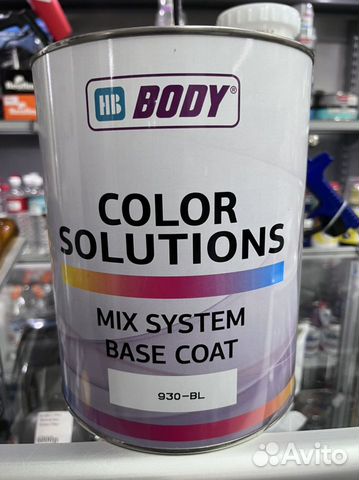 HB BODY®
COLOR
SOLUTIONS
MIX SYSTEM
BASE COAT
930-BL
Avito